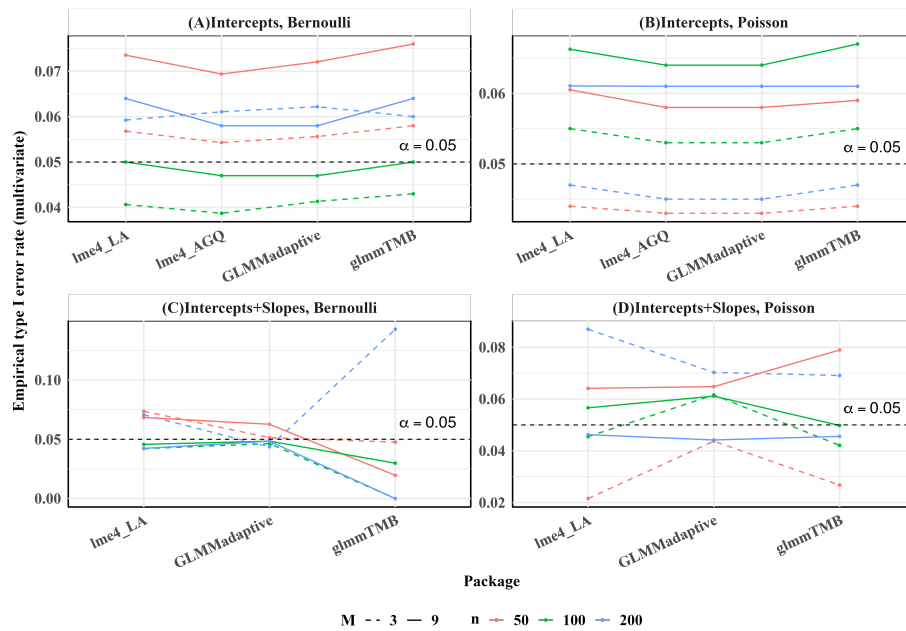 (A)Intercepts, Bernoulli
(B)Intercepts, Poisson
Empirical type I error rate (multivariate)
0.07
0.06
0.05
0.04
α = 0.05
lme4_LA
lme4_AGQ
GLMMadaptive
glmmTMB
0.06
0.05
α = 0.05
lme4_LA
lme4_AGQ
GLMMadaptive
glmmTMB
(C)Intercepts+Slopes, Bernoulli
(D)Intercepts+Slopes, Poisson
0.10
0.05
0.00
α = 0.05
lme4_LA
GLMMadaptive
glmmTMB
0.08
0.06
0.04
0.02
α = 0.05
lme4_LA
GLMMadaptive
glmmTMB
Package
M 3 9 n 50 100 200